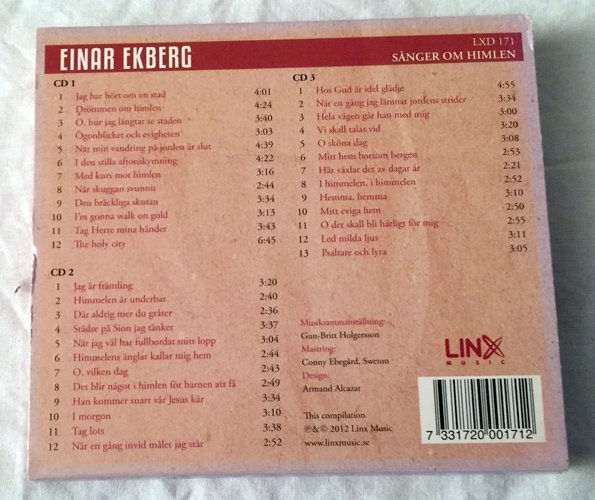 EINAR EKBERG
LXD 171
SÅNGER OM HIMLEN
CD 1
1 Jag har hört om en stad 4:01
2 Drömmen om himlen 4:24
3 O, hur jag längtar se staden 3:40
4 Ögonblicket och evigheten 3:03
5 När min vandring på jorden är slut 4:39
6 I den stilla aftonskymning 4:22
7 Med kurs mot himlen 3:16
8 När skuggan svunnit 2:44
9 Den bräckliga skutan 3:34
10 I'm gonna walk on gold 3:13
11 Tag Herre mina händer 3:43
12 The holy city 6:45
CD 2
1 Jag är främling 3:20
2 Himmelen är underbar 2:40
3 Där aldrig mer du gråter 2:36
4 Städse på Sion jag tänker 3:37
5 När jag väl har fullbordat mitt lopp 3:04
6 Himmelens änglar kallar mig hem 2:44
7 O, vilken dag 2:43
8 Det blir något i himlen för barnen att få 2:49
9 Han kommer snart vår Jesus kär 3:34
10 I morgon 3:10
11 Tag lots 3:38
12 När en gång invid målet jag står 2:52
CD 3
1 Hos Gud är idel glädje 4:55
2 När en gång jag lämnat jordens strider 3:34
3 Hela vägen går han med mig 3:00
4 Vi skall talas vid 3:20
5 O sköna dag 3:08
6 Mitt hem bortom bergen 2:53
7 Här växlar det av dagar är 2:21
8 I himmelen, i himmelen 2:52
9 Hemma, hemma 3:10
10 Mitt eviga hem 2:50
11 O det skall bli härligt för mig 2:55
12 Led milda ljus 3:11
13 Psaltare och lyra 3:05
Musiksammanställning:
Gun-Britt Holgersson
Mastring:
Conny Ebegård, Sweton
Design:
Armand Alcazar
This compilation
℗&© 2012 Linx Music
www.linxmusic.se
LINX
MUSIC
7 331720 001712